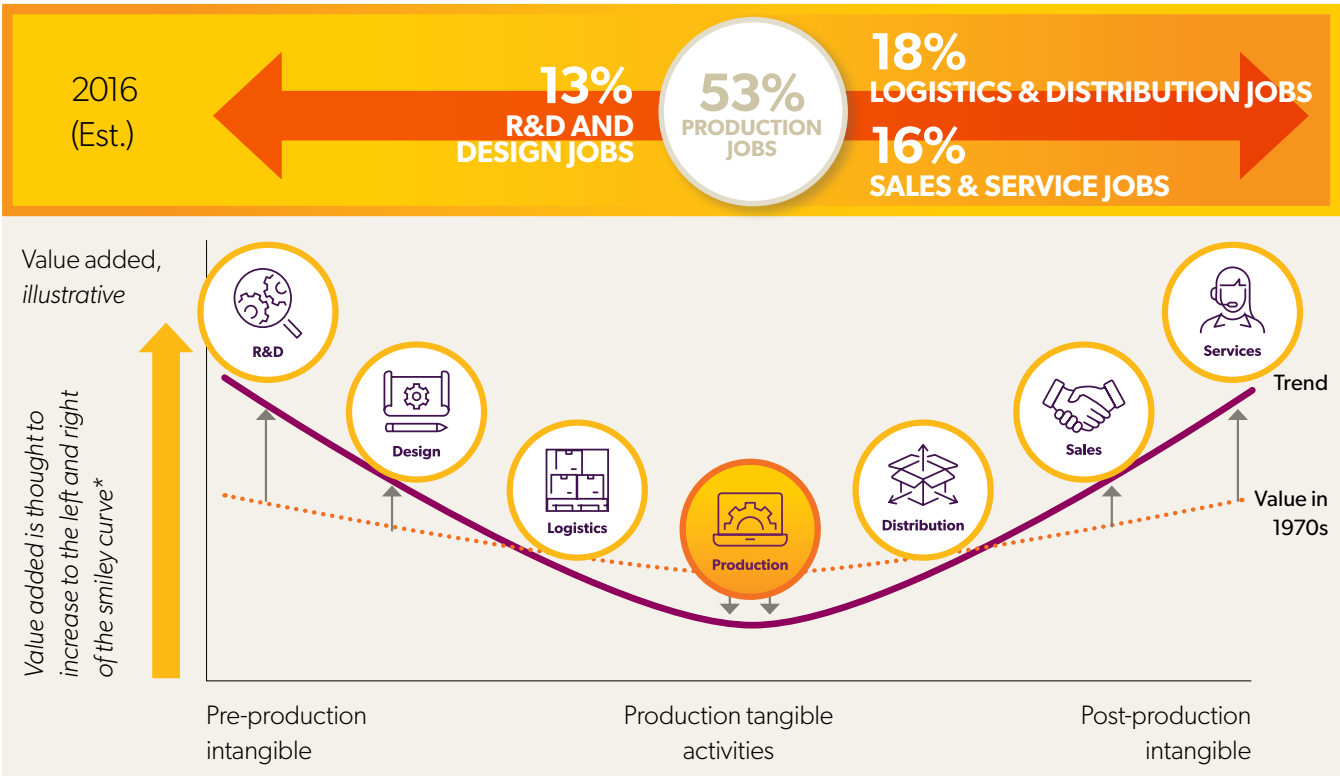 2016
(Est.)
13%
R&D AND
DESIGN JOBS
53%
PRODUCTION
JOBS
18%
LOGISTICS & DISTRIBUTION JOBS
16%
SALES & SERVICE JOBS
Value added,
illustrative
Value added is thought to
increase to the left and right
of the smiley curve*
R&D
Design
Logistics
Production
Distribution
Sales
Services
Trend
Value in
1970s
Pre-production
intangible
Production tangible
activities
Post-production
intangible